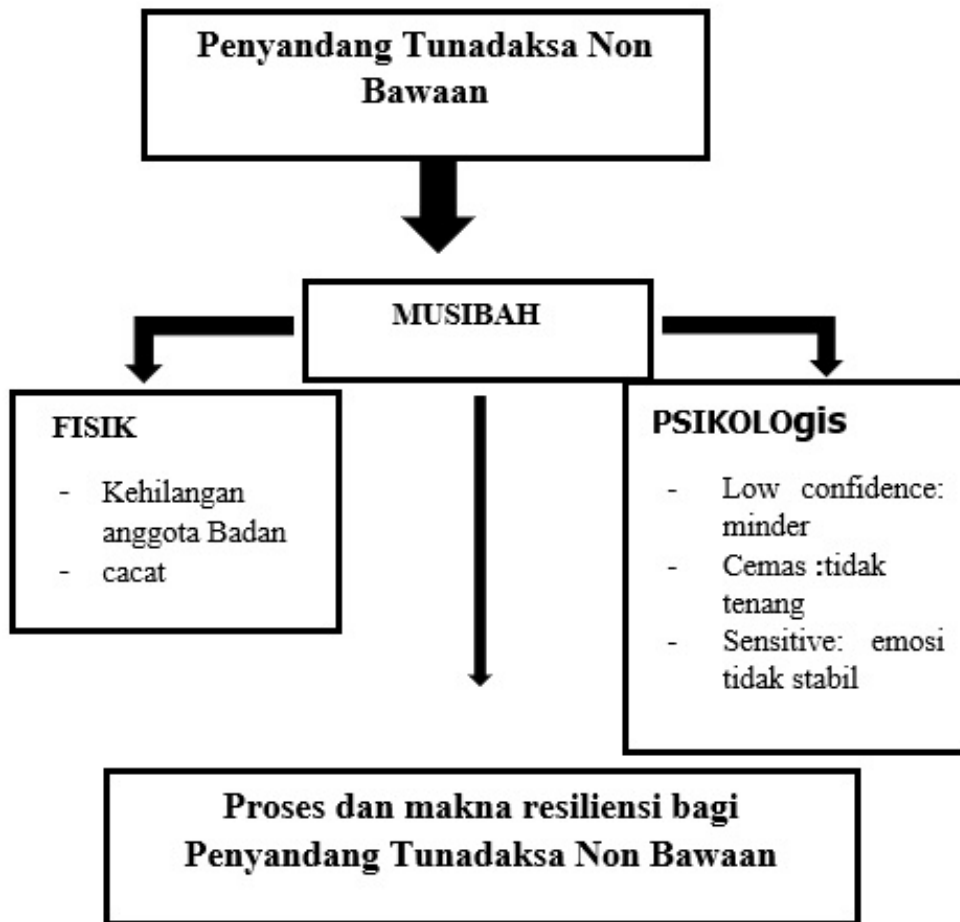 Penyandang Tunadaksa Non
Bawaan
MUSIBAH
FISIK
- Kehilangan
anggota Badan
- cacat
PSIKOLOgis
- Low confidence:
minder
- Cemas :tidak
tenang
- Sensitive: emosi
tidak stabil
Proses dan makna resiliensi bagi
Penyandang Tunadaksa Non Bawaan